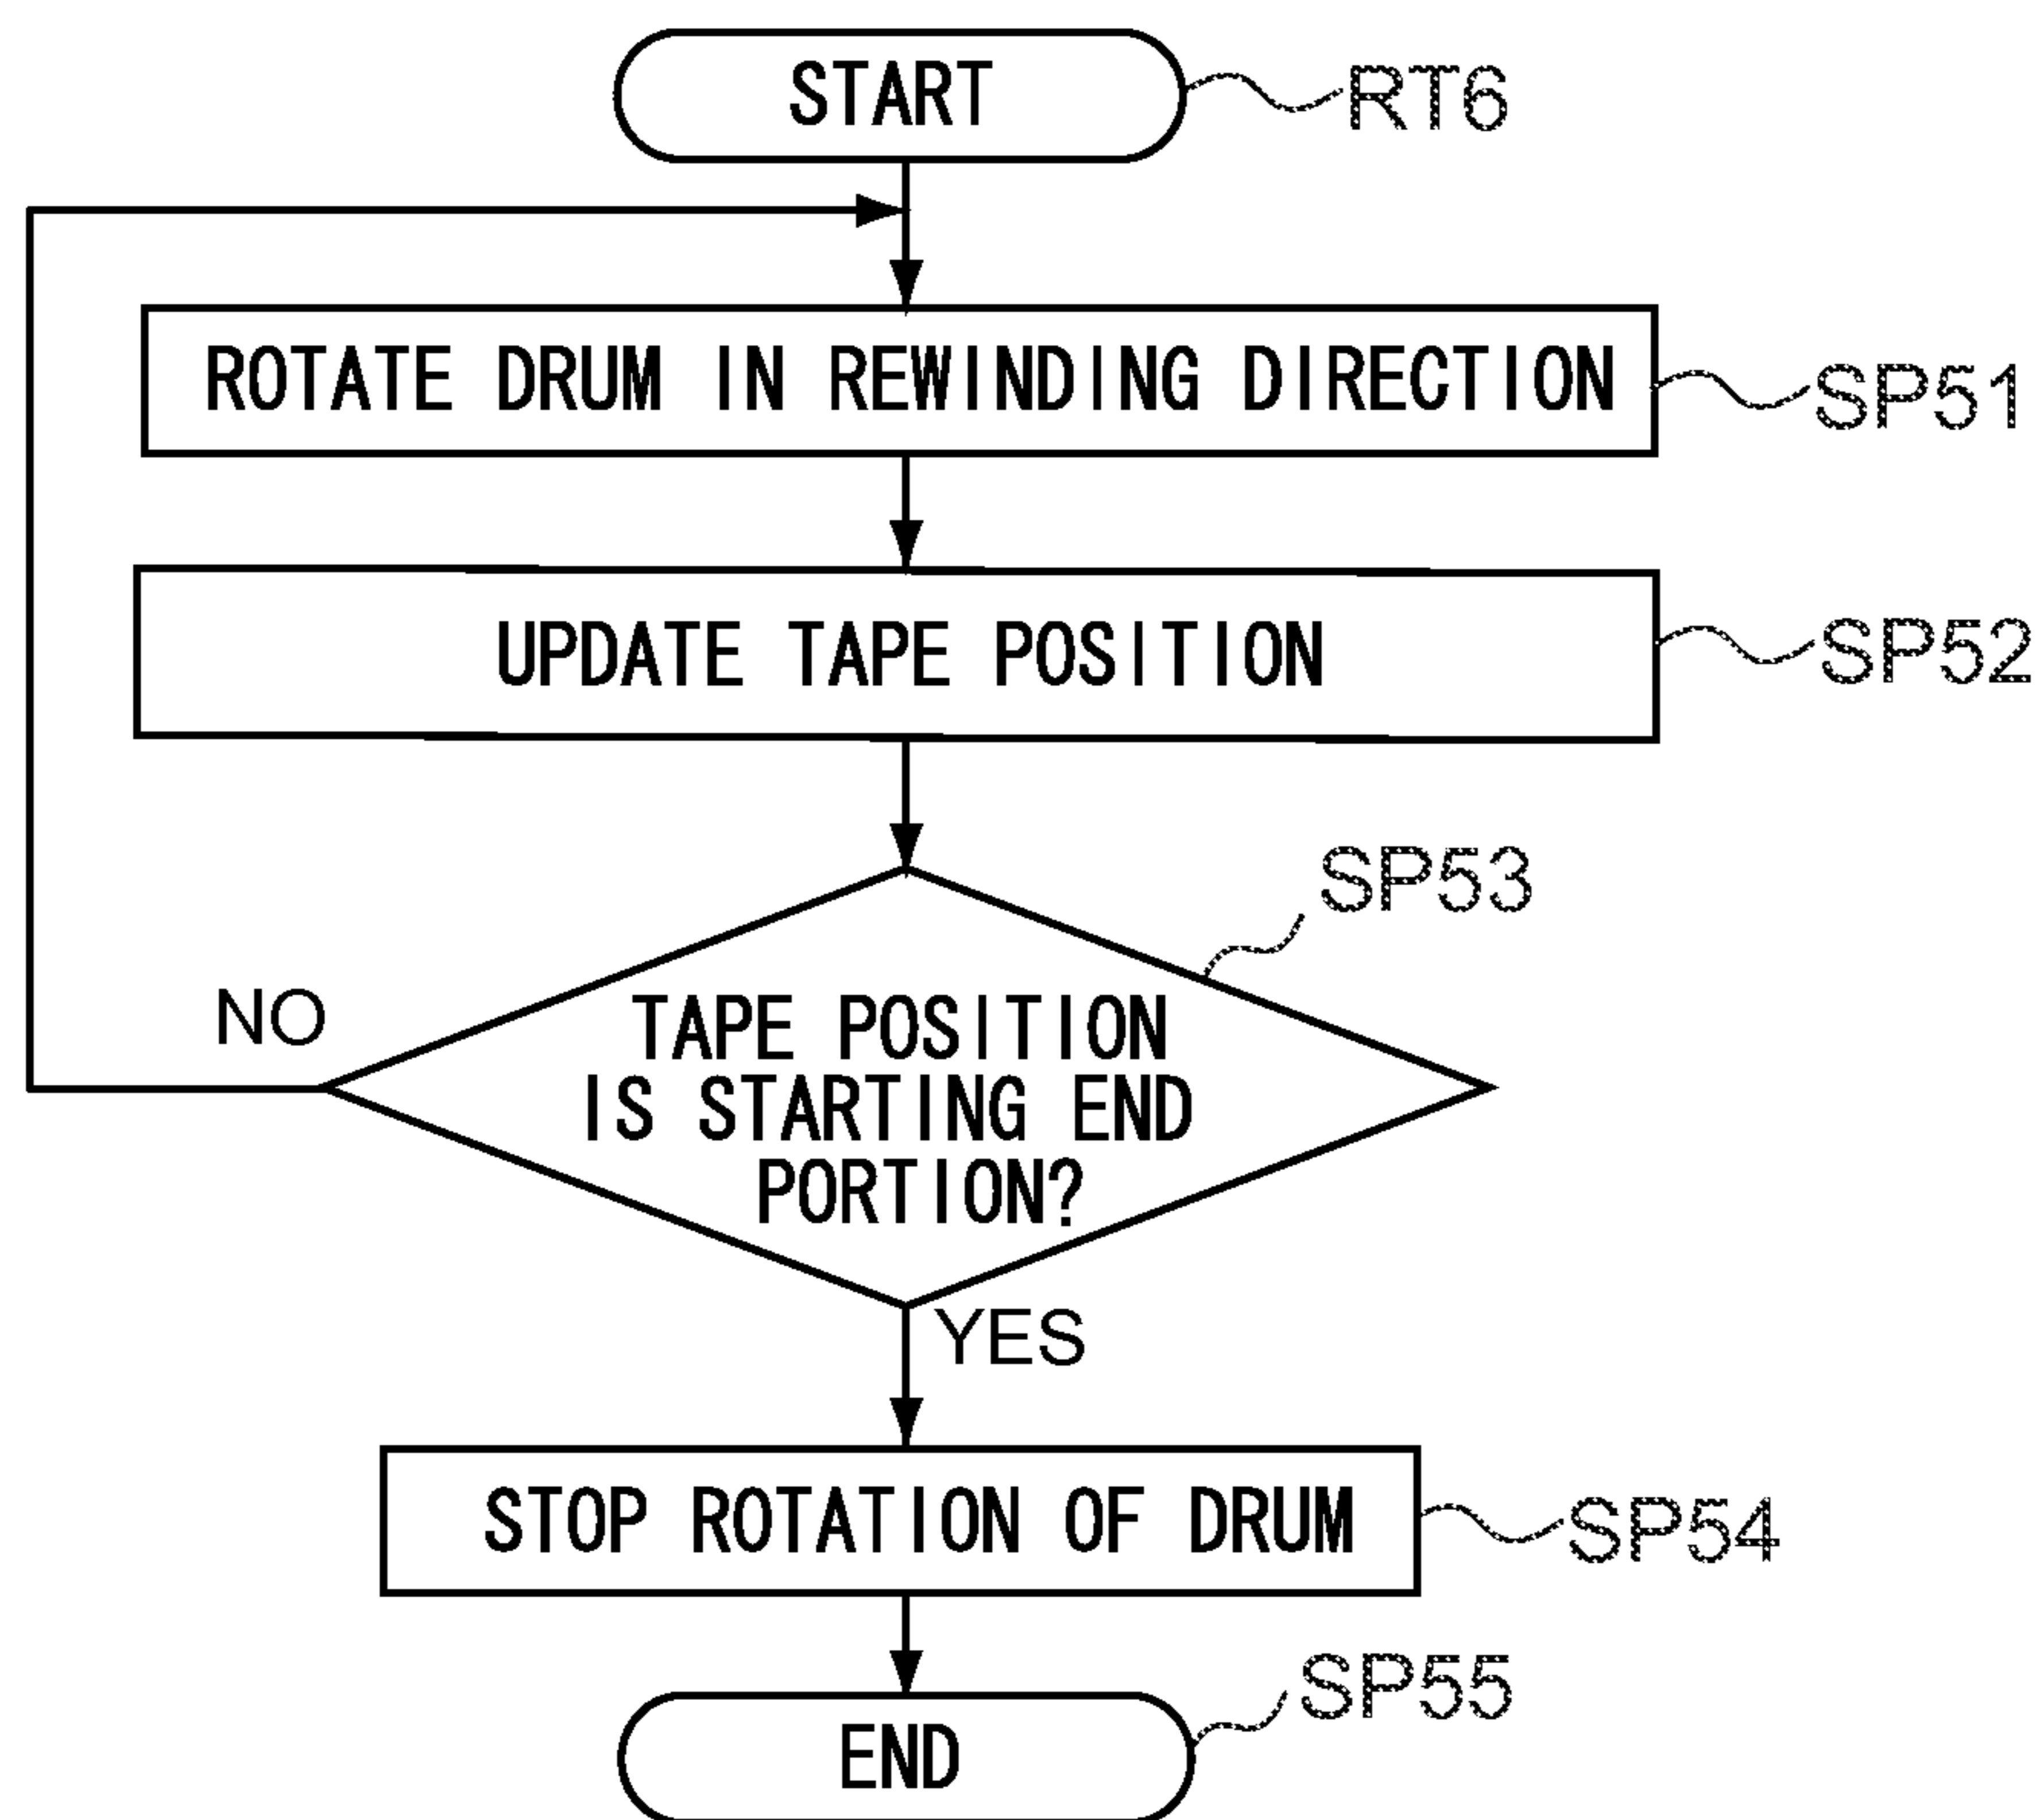 START
RT6
ROTATE DRUM IN REWINDING DIRECTION
SP51
UPDATE TAPE POSITION
SP52
SP53
TAPE POSITION
IS STARTING END
PORTION?
NO
YES
STOP ROTATION OF DRUM
SP54
SP55
END